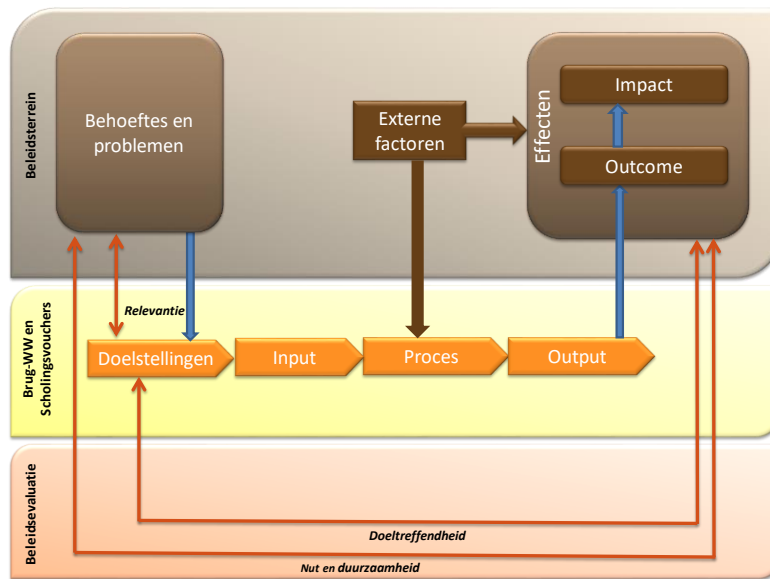 Beleidsterrein
Behoeftes en
problemen
Externe
factoren
Effecten
Impact
Outcome
Brug-WW en
Scholingsvouchers
Relevantie
Doelstellingen
Input
Proces
Output
Beleidsevaluatie
Doeltreffendheid
Nut en duurzaamheid